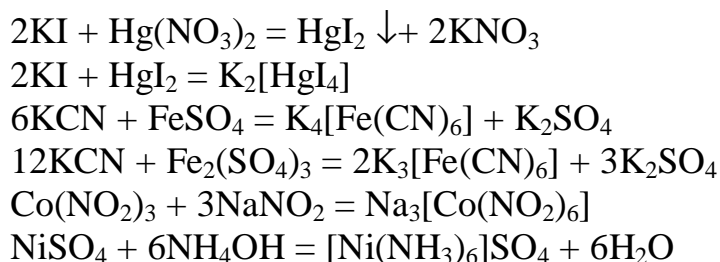 2KI + Hg(NO₃)₂ = HgI₂ ↓+ 2KNO₃
2KI + HgI₂ = K₂[HgI₄]
6KCN + FeSO₄ = K₄[Fe(CN)₆] + K₂SO₄
12KCN + Fe₂(SO₄)₃ = 2K₃[Fe(CN)₆] + 3K₂SO₄
Co(NO₂)₃ + 3NaNO₂ = Na₃[Co(NO₂)₆]
NiSO₄ + 6NH₄OH = [Ni(NH₃)₆]SO₄ + 6H₂O